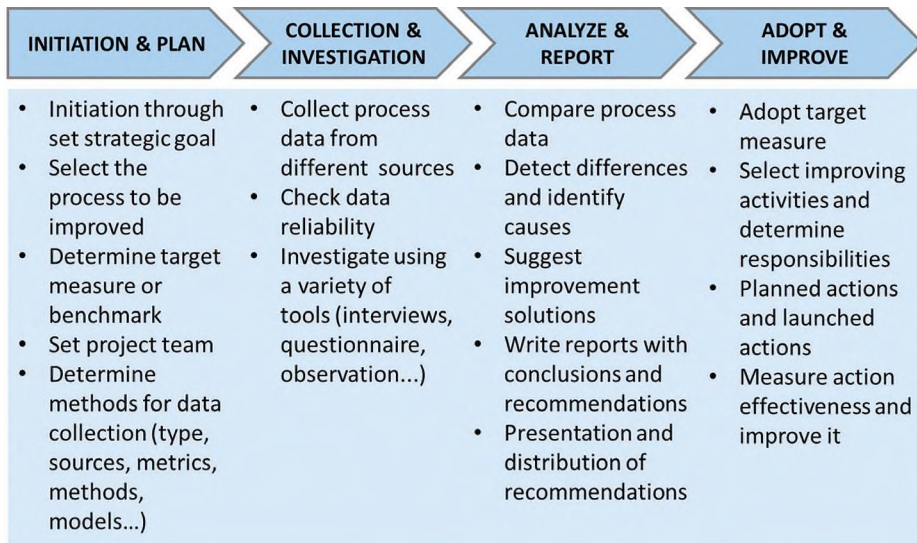 INITIATION & PLAN
COLLECTION &
INVESTIGATION
ANALYZE &
REPORT
ADOPT &
IMPROVE
• Initiation through
set strategic goal
• Select the
process to be
improved
• Determine target
measure or
benchmark
• Set project team
• Determine
methods for data
collection (type,
sources, metrics,
methods,
models...)
• Collect process
data from
different sources
• Check data
reliability
• Investigate using
a variety of
tools (interviews,
questionnaire,
observation...)
• Compare process
data
• Detect differences
and identify
causes
• Suggest
improvement
solutions
• Write reports with
conclusions and
recommendations
• Presentation and
distribution of
recommendations
• Adopt target
measure
• Select improving
activities and
determine
responsibilities
• Planned actions
and launched
actions
• Measure action
effectiveness and
improve it